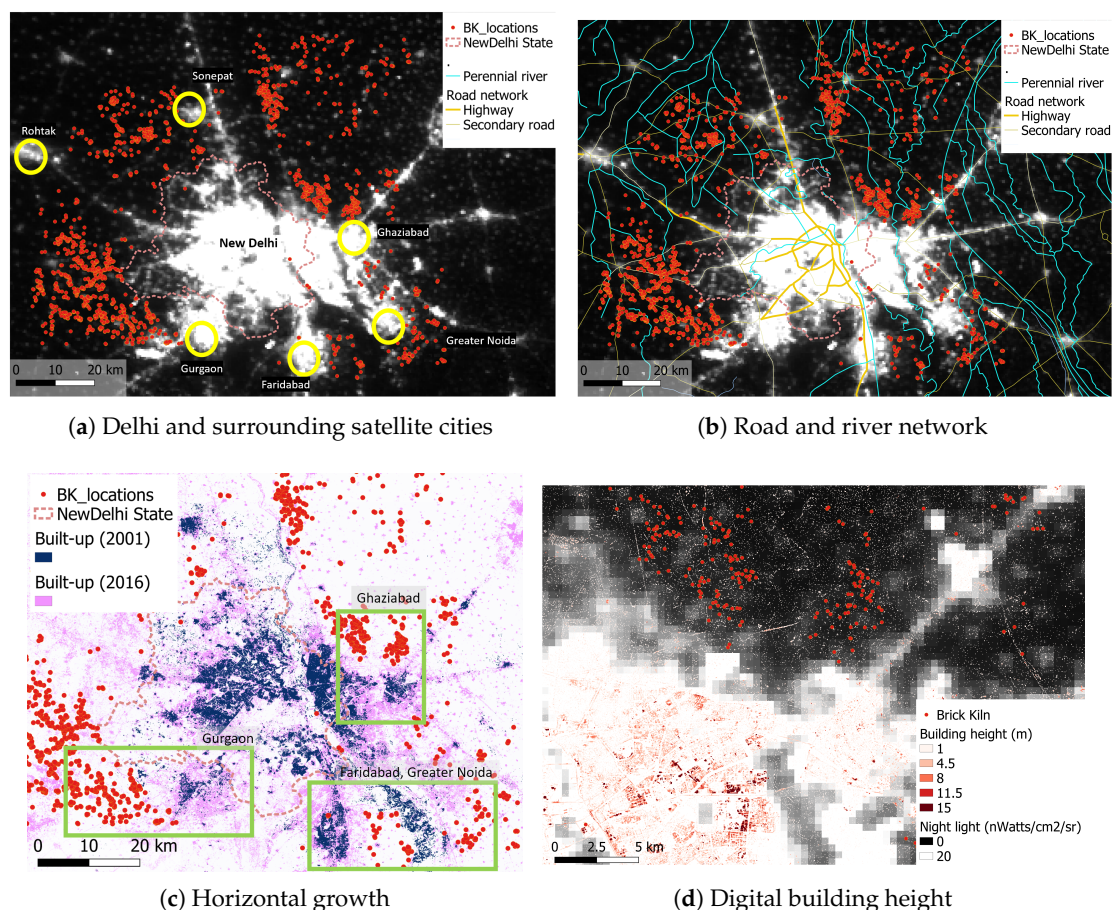 BK_locations
NewDelhi State
Perennial river
Road network
Highway
Secondary road
Sonepat
Rohtak
New Delhi
Ghaziabad
Greater Noida
Gurgaon
Faridabad
0 10 20 km
(a) Delhi and surrounding satellite cities
BK_locations
NewDelhi State
.
Perennial river
Road network
Highway
Secondary road
0 10 20 km
(b) Road and river network
BK_locations
NewDelhi State
Built-up (2001)
Built-up (2016)
Ghaziabad
Gurgaon
Faridabad, Greater Noida
0 10 20 km
(c) Horizontal growth
Brick Kiln
Building height (m)
1
4.5
8
11.5
15
Night light (nWatts/cm2/sr)
0
20
0 2.5 5 km
(d) Digital building height